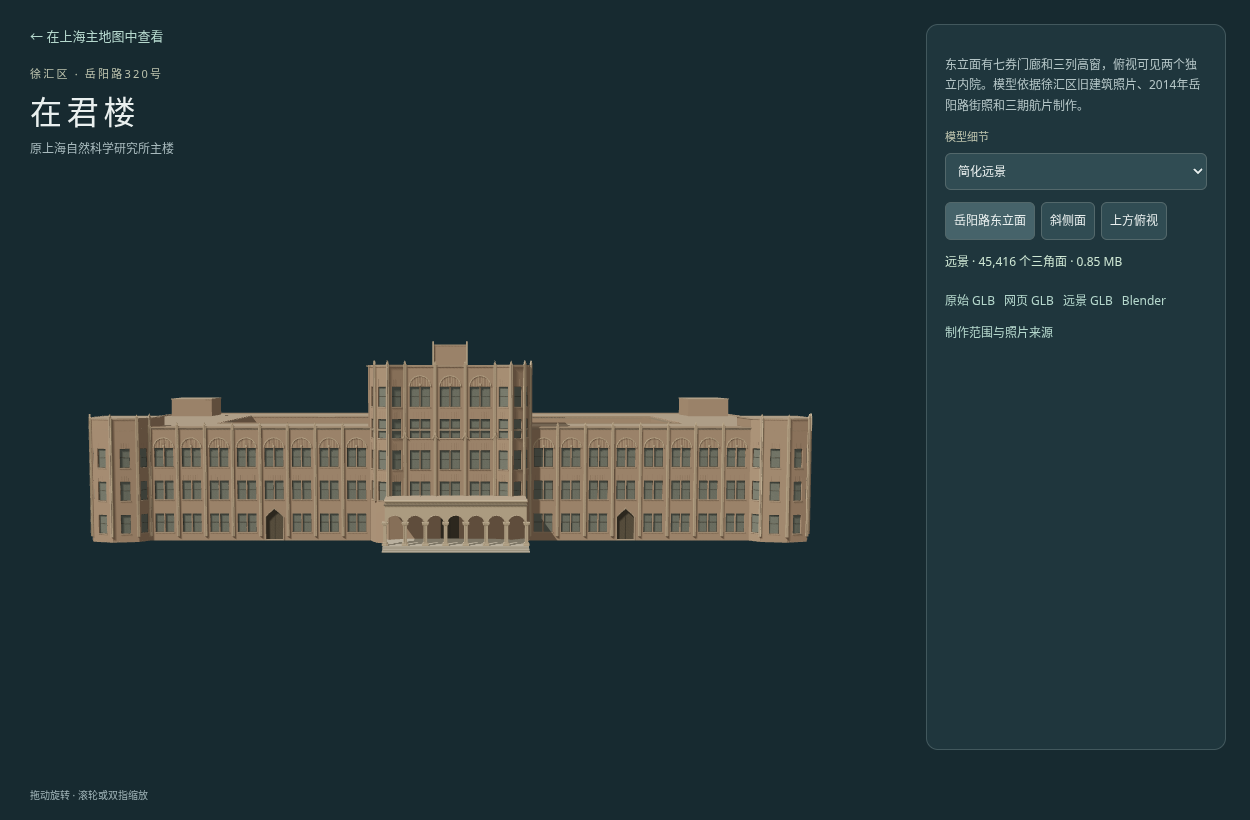 ← 在上海主地图中查看
徐汇区 · 岳阳路320号
在君楼
原上海自然科学研究所主楼
东立面有七券门廊和三列高窗，俯视可见两个独
立内院。模型依据徐汇区旧建筑照片、2014年岳
阳路街照和三期航片制作。
模型细节
简化远景
岳阳路东立面 斜侧面 上方俯视
远景 · 45,416 个三角面 · 0.85 MB
原始 GLB 网页 GLB 远景 GLB Blender
制作范围与照片来源
拖动旋转 · 滚轮或双指缩放